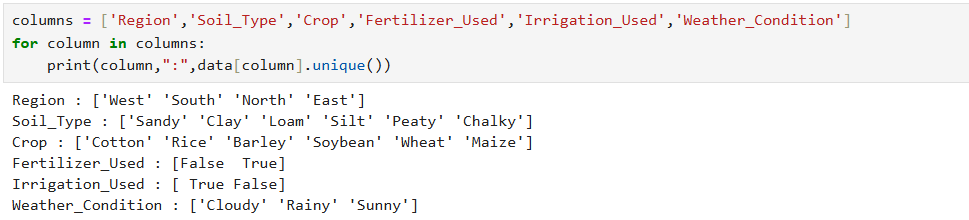 columns = ['Region','Soil_Type','Crop','Fertilizer_Used','Irrigation_Used','Weather_Condition']
for column in columns:
    print(column,":",data[column].unique())
Region : ['West' 'South' 'North' 'East']
Soil_Type : ['Sandy' 'Clay' 'Loam' 'Silt' 'Peaty' 'Chalky']
Crop : ['Cotton' 'Rice' 'Barley' 'Soybean' 'Wheat' 'Maize']
Fertilizer_Used : [False  True]
Irrigation_Used : [ True False]
Weather_Condition : ['Cloudy' 'Rainy' 'Sunny']